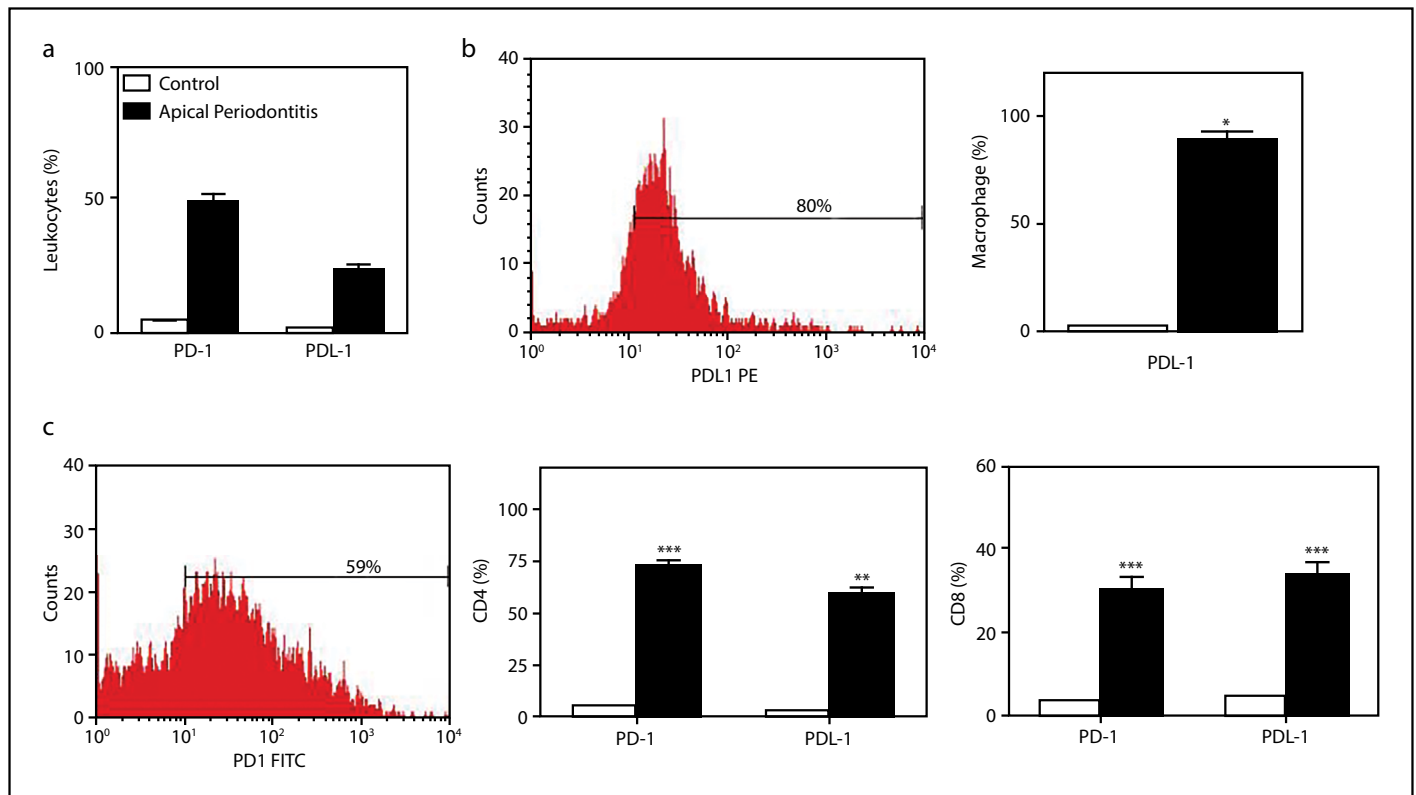 a
100
50
0
Leukocytes (%)
Control
Apical Periodontitis
PD-1 PDL-1
b
40
30
20
10
0
Counts
80%
10⁰ 10¹ 10² 10³ 10⁴
PDL1 PE
100
50
0
Macrophage (%)
*
PDL-1
c
40
30
20
10
0
Counts
59%
10⁰ 10¹ 10² 10³ 10⁴
PD1 FITC
100
75
50
25
0
CD4 (%)
***
**
PD-1 PDL-1
60
40
20
0
CD8 (%)
***
***
PD-1 PDL-1